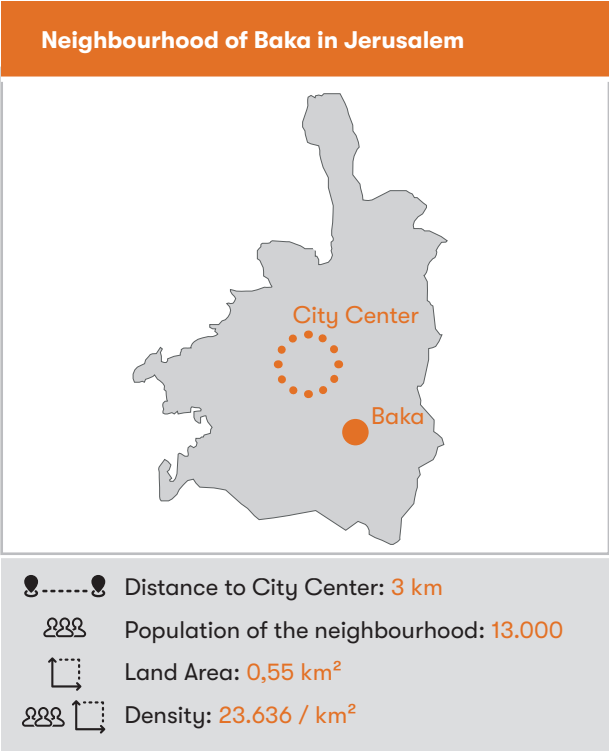 Neighbourhood of Baka in Jerusalem
City Center
Baka
Distance to City Center: 3 km
Population of the neighbourhood: 13.000
Land Area: 0,55 km²
Density: 23.636 / km²